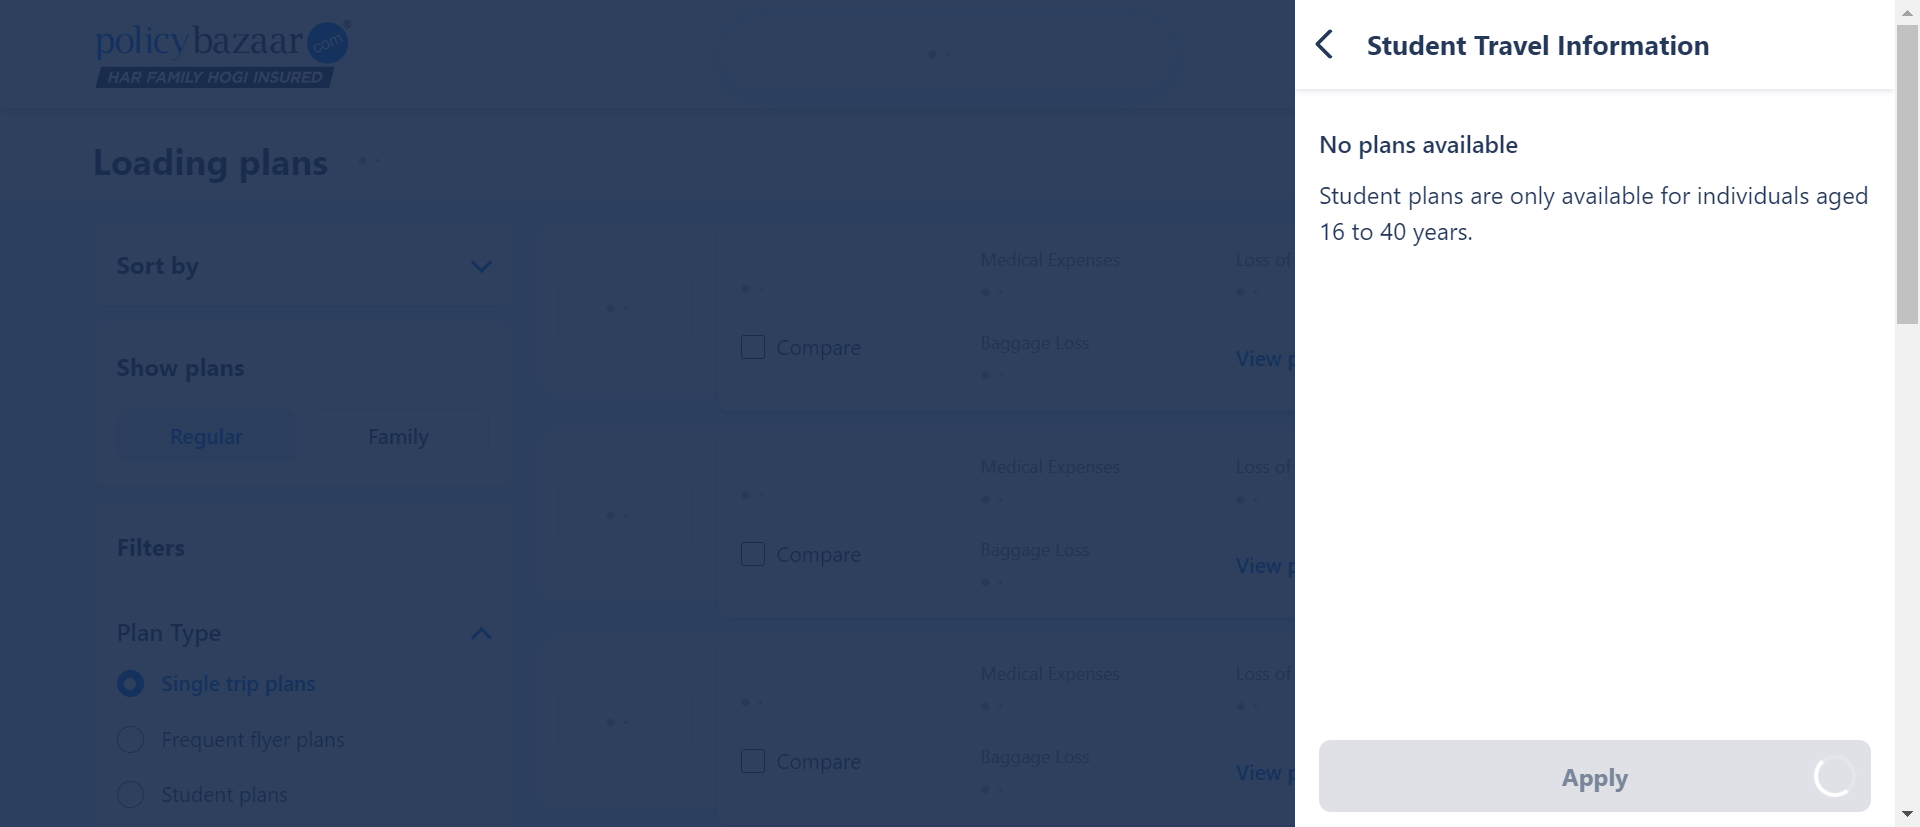 policybazaar.com®
HAR FAMILY HOGI INSURED
Loading plans
Sort by
Show plans
Regular
Family
Filters
Plan Type
Single trip plans
Frequent flyer plans
Student plans
Medical Expenses
Loss of
Compare
Baggage Loss
View p
Medical Expenses
Loss of
Compare
Baggage Loss
View p
Medical Expenses
Loss of
Compare
Baggage Loss
View p
Student Travel Information
No plans available
Student plans are only available for individuals aged
16 to 40 years.
Apply